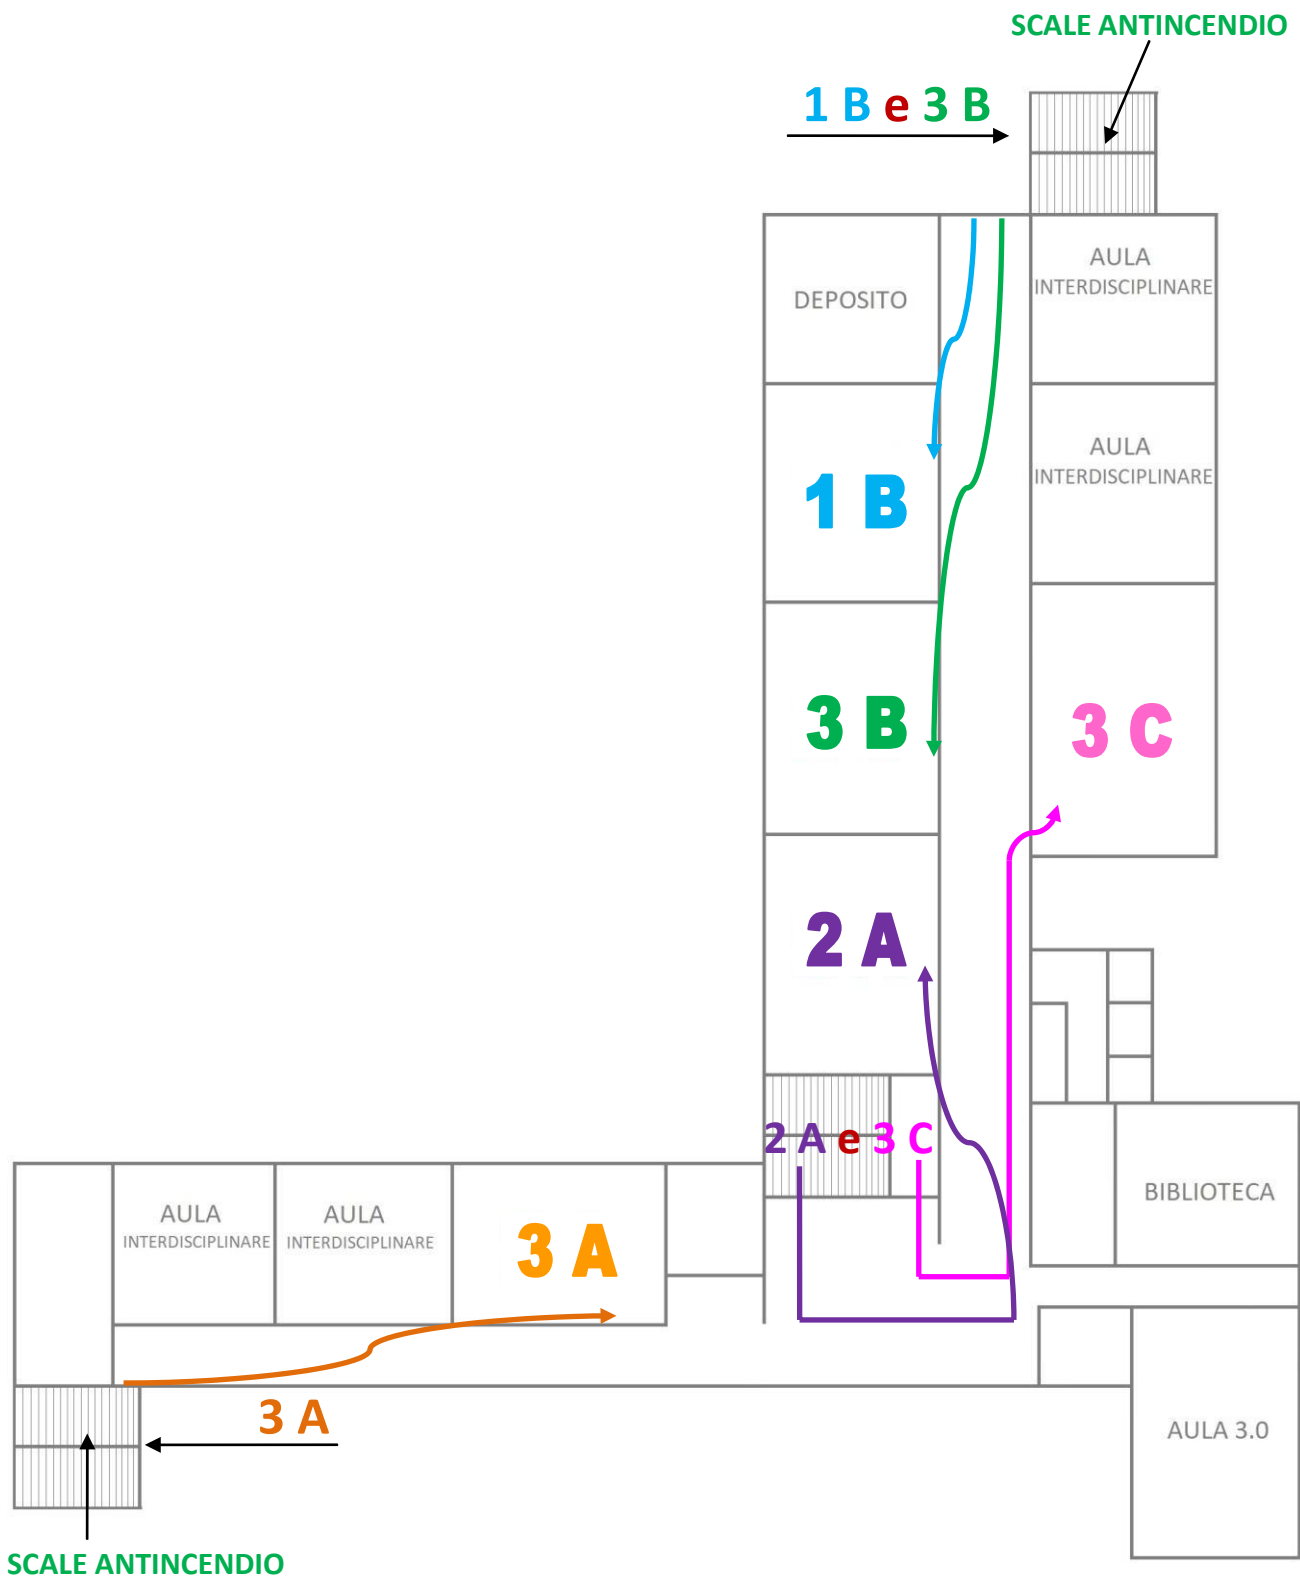 SCALE ANTINCENDIO
1 B e 3 B
AULA
INTERDISCIPLINARE
DEPOSITO
AULA
INTERDISCIPLINARE
1 B
3 B
3 C
2 A
2 A e 3 C
BIBLIOTECA
AULA
INTERDISCIPLINARE
AULA
INTERDISCIPLINARE
3 A
3 A
AULA 3.0
SCALE ANTINCENDIO